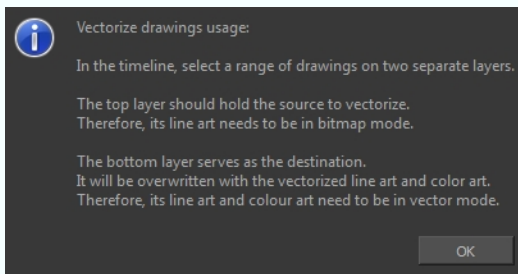 Vectorize drawings usage:
In the timeline, select a range of drawings on two separate layers.
The top layer should hold the source to vectorize.
Therefore, its line art needs to be in bitmap mode.
The bottom layer serves as the destination.
It will be overwritten with the vectorized line art and color art.
Therefore, its line art and colour art need to be in vector mode.
OK